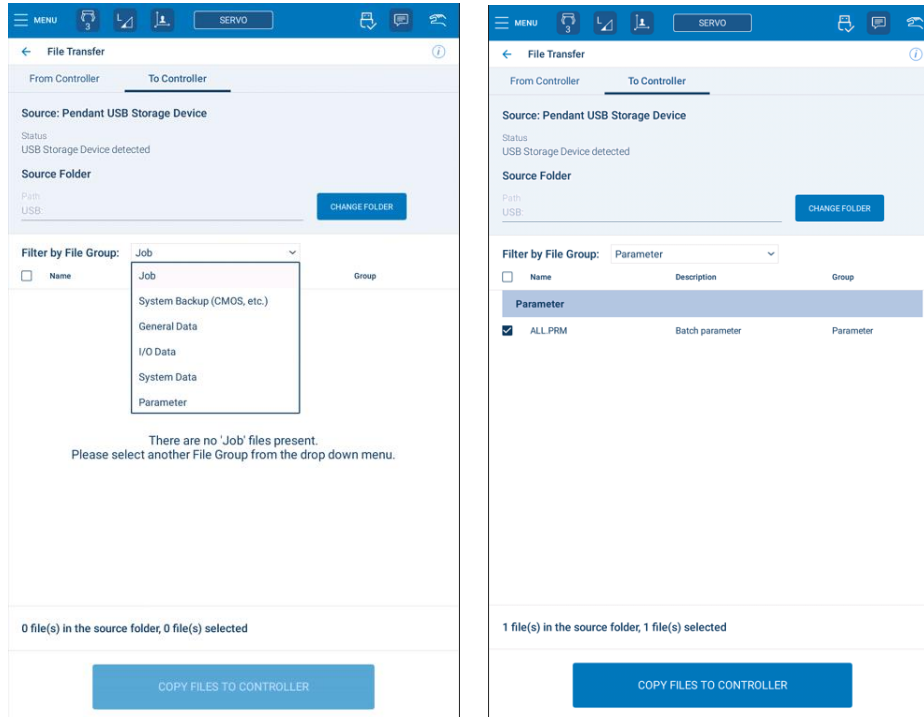 MENU
3
L
SERVO
File Transfer
i
From Controller
To Controller
Source: Pendant USB Storage Device
Status
USB Storage Device detected
Source Folder
Path:
USB:
CHANGE FOLDER
Filter by File Group:
Job
Name
Group
Job
System Backup (CMOS, etc.)
General Data
I/O Data
System Data
Parameter
There are no 'Job' files present.
Please select another File Group from the drop down menu.
0 file(s) in the source folder, 0 file(s) selected
COPY FILES TO CONTROLLER
MENU
3
L
SERVO
File Transfer
i
From Controller
To Controller
Source: Pendant USB Storage Device
Status
USB Storage Device detected
Source Folder
Path:
USB:
CHANGE FOLDER
Filter by File Group:
Parameter
Name Description Group
Parameter
ALL.PRM Batch parameter Parameter
1 file(s) in the source folder, 1 file(s) selected
COPY FILES TO CONTROLLER